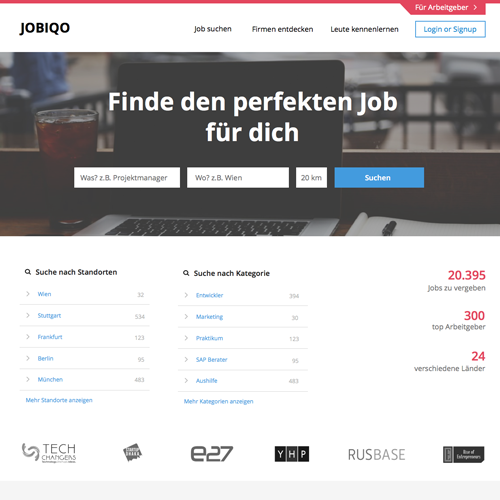 Für Arbeitgeber
JOBIQO
Job suchen
Firmen entdecken
Leute kennenlernen
Login or Signup
Finde den perfekten Job
für dich
Was? z.B. Projektmanager
Wo? z.B. Wien
20 km
Suchen
Suche nach Standorten
Wien 32
Stuttgart 534
Frankfurt 123
Berlin 95
München 483
Mehr Standorte anzeigen
Suche nach Kategorie
Entwickler 394
Marketing 30
Praktikum 123
SAP Berater 95
Aushilfe 483
Mehr Kategorien anzeigen
20.395
Jobs zu vergeben
300
top Arbeitgeber
24
verschiedene Länder
TECH
CHANGERS
e27
YHP
RUSBASE
Rise of
Entrepreneurs